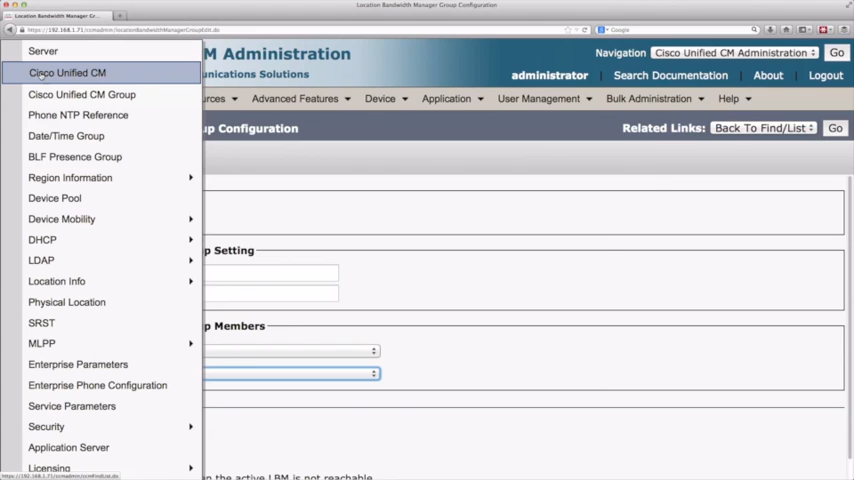 Location Bandwidth Manager Group Configuration
Location Bandwidth Manager Gr...
https://192.168.1.71/ccmadmin/locationBandwidthManagerGroupEdit.do
Google
M Administration
Navigation Cisco Unified CM Administration Go
unications Solutions
administrator Search Documentation About Logout
urces Advanced Features Device Application User Management Bulk Administration Help
up Configuration
Related Links: Back To Find/List Go
Server
Cisco Unified CM
Cisco Unified CM Group
Phone NTP Reference
Date/Time Group
BLF Presence Group
Region Information
Device Pool
Device Mobility
DHCP
LDAP
Location Info
Physical Location
SRST
MLPP
Enterprise Parameters
Enterprise Phone Configuration
Service Parameters
Security
Application Server
Licensing
up Setting
up Members
n the active LBM is not reachable.
https://192.168.1.71/ccmadmin/ccmFindList.do